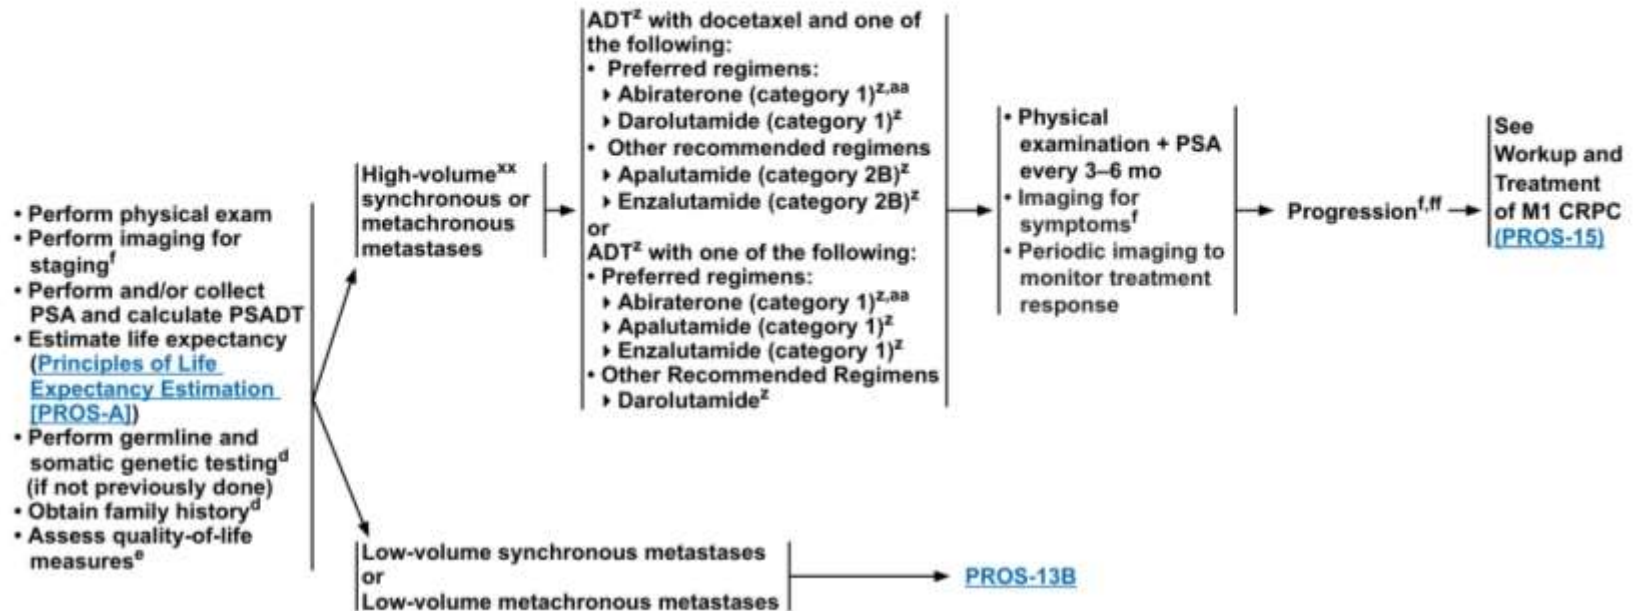 • Perform physical exam
• Perform imaging for
staging^f
• Perform and/or collect
PSA and calculate PSADT
• Estimate life expectancy
(Principles of Life
Expectancy Estimation
[PROS-A])
• Perform germline and
somatic genetic testing^d
(if not previously done)
• Obtain family history^d
• Assess quality-of-life
measures^e
High-volume^xx
synchronous or
metachronous
metastases
ADT^z with docetaxel and one of
the following:
• Preferred regimens:
▸ Abiraterone (category 1)^z,aa
▸ Darolutamide (category 1)^z
• Other recommended regimens
▸ Apalutamide (category 2B)^z
▸ Enzalutamide (category 2B)^z
or
ADT^z with one of the following:
• Preferred regimens:
▸ Abiraterone (category 1)^z,aa
▸ Apalutamide (category 1)^z
▸ Enzalutamide (category 1)^z
• Other Recommended Regimens
▸ Darolutamide^z
• Physical
examination + PSA
every 3–6 mo
• Imaging for
symptoms^f
• Periodic imaging to
monitor treatment
response
Progression^f,ff
See
Workup and
Treatment
of M1 CRPC
(PROS-15)
Low-volume synchronous metastases
or
Low-volume metachronous metastases
PROS-13B